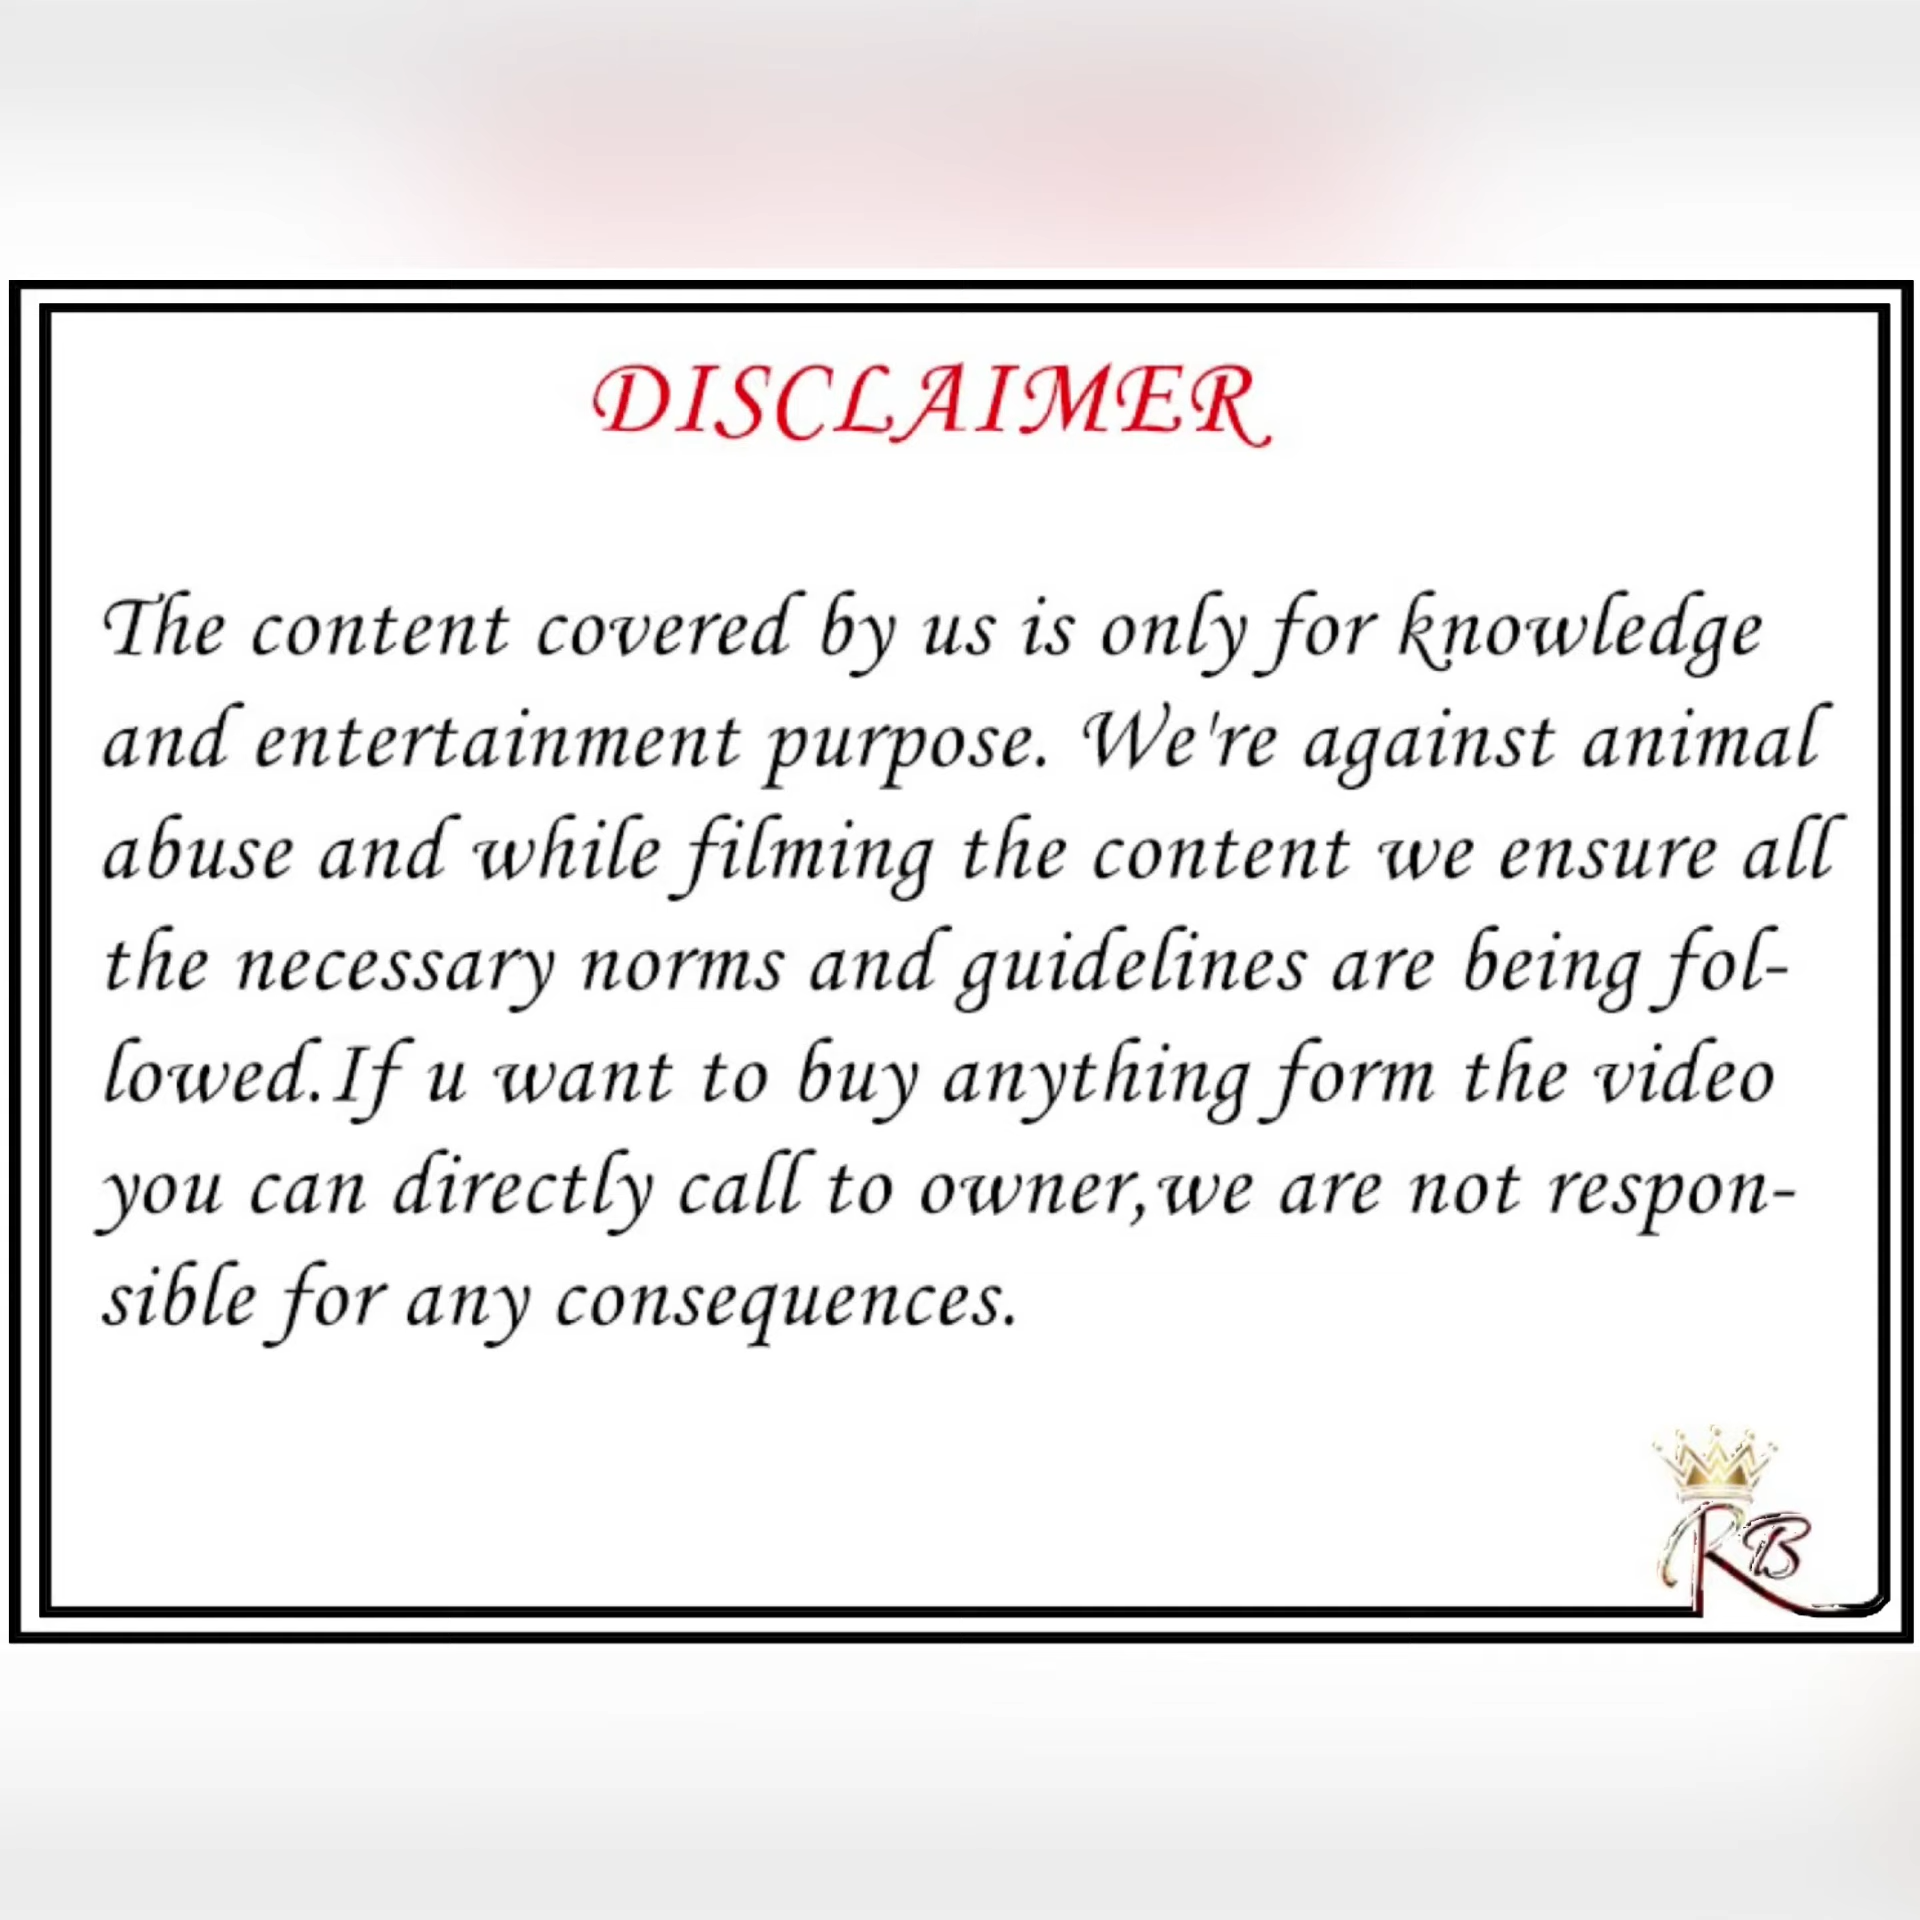 DISCLAIMER
The content covered by us is only for knowledge
and entertainment purpose. We're against animal
abuse and while filming the content we ensure all
the necessary norms and guidelines are being fol-
lowed.If u want to buy anything form the video
you can directly call to owner,we are not respon-
sible for any consequences.
RB